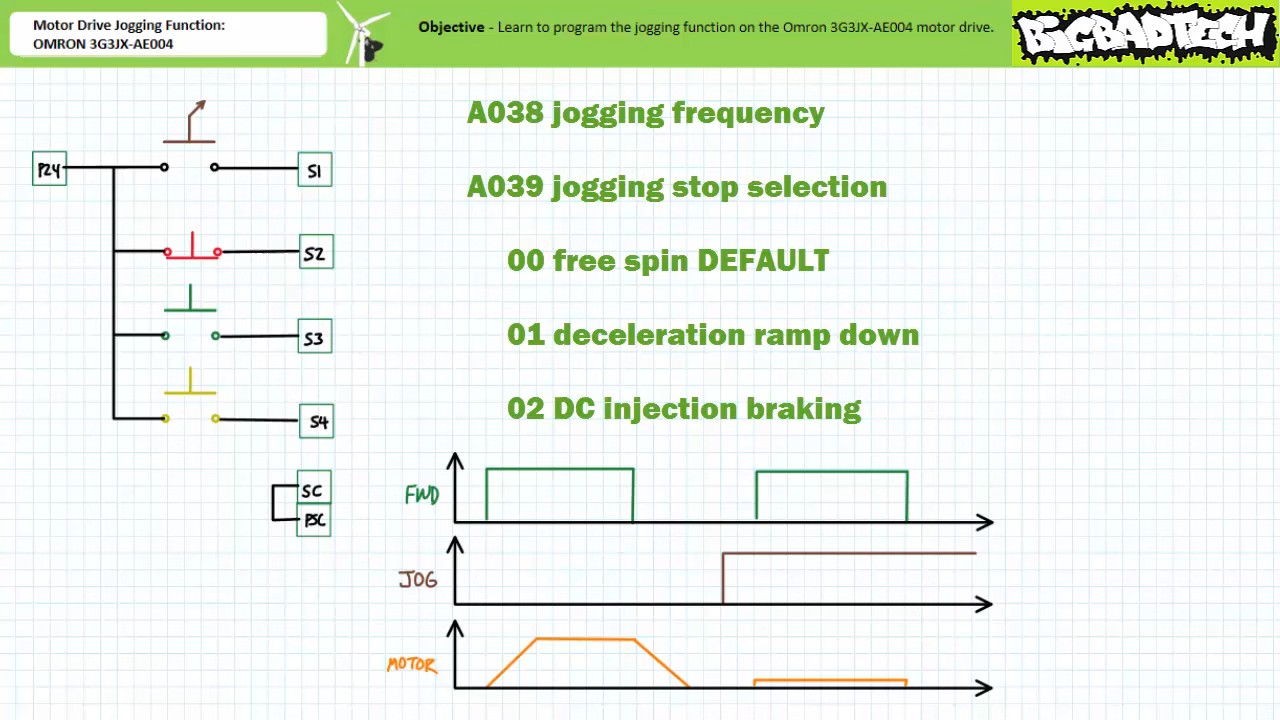 Motor Drive Jogging Function:
OMRON 3G3JX-AE004
Objective - Learn to program the jogging function on the Omron 3G3JX-AE004 motor drive.
BIGBADTECH
A038 jogging frequency
A039 jogging stop selection
00 free spin DEFAULT
01 deceleration ramp down
02 DC injection braking
P24
S1
S2
S3
S4
SC
PSC
FWD
JOG
MOTOR